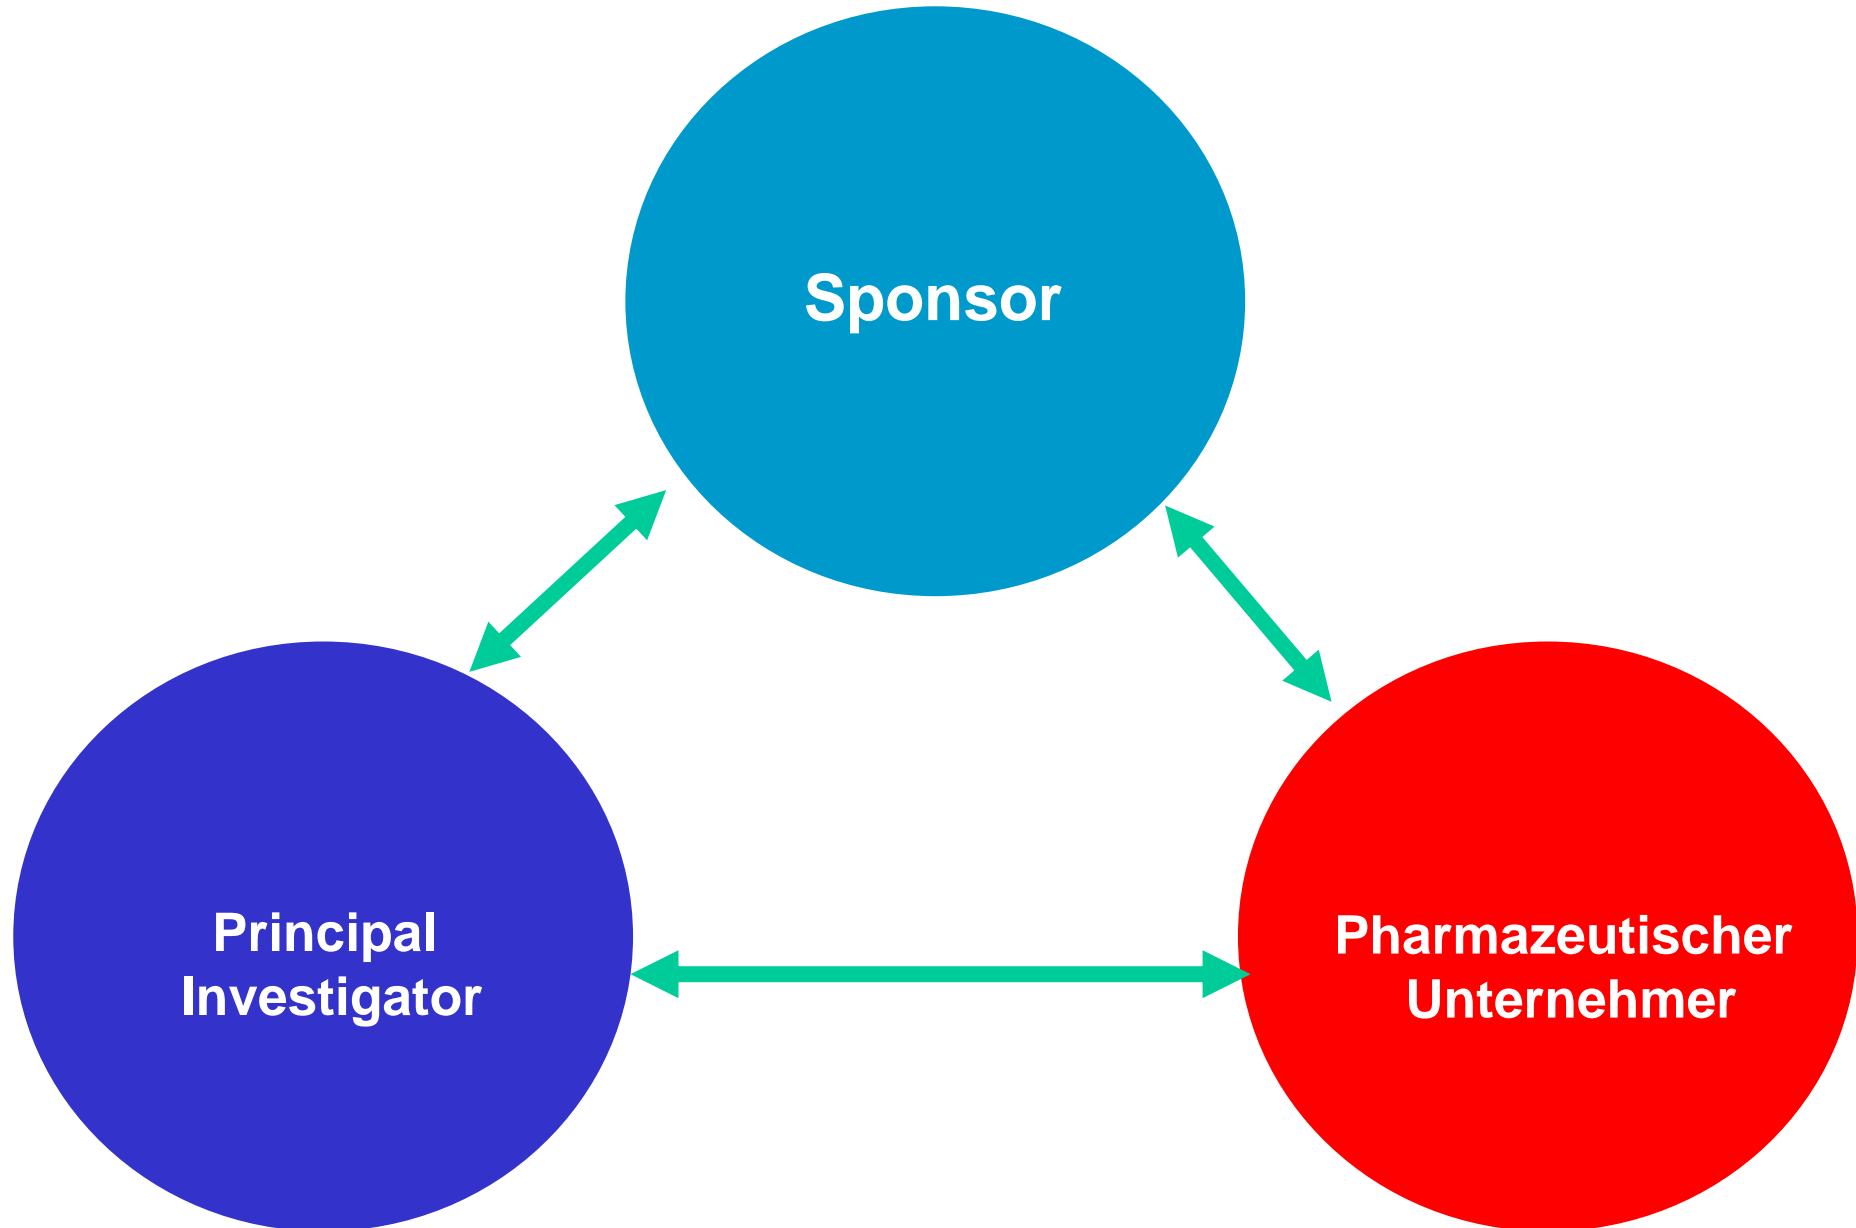 Sponsor
Principal
Investigator
Pharmazeutischer
Unternehmer